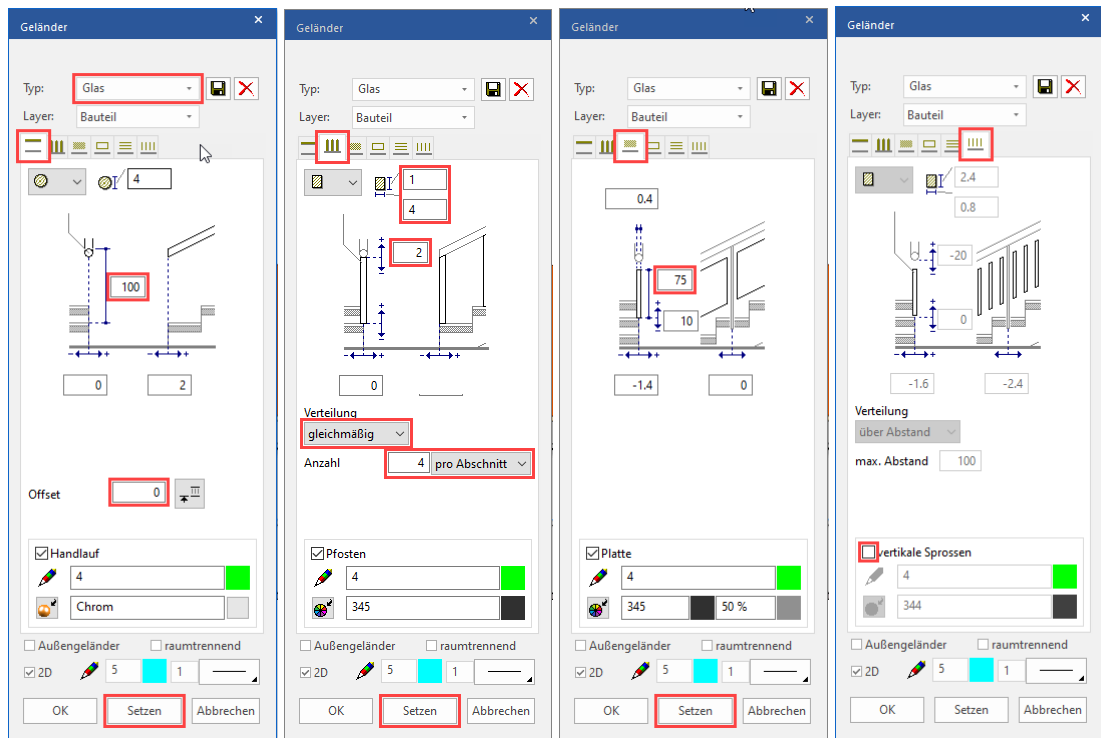 Geländer
Typ: Glas
Layer: Bauteil
4
100
0 2
Offset 0
Handlauf
4
Chrom
Außengeländer raumtrennend
2D 5 1
OK Setzen Abbrechen
Geländer
Typ: Glas
Layer: Bauteil
1
4
2
0
Verteilung
gleichmäßig
Anzahl 4 pro Abschnitt
Pfosten
4
345
Außengeländer raumtrennend
2D 5 1
OK Setzen Abbrechen
Geländer
Typ: Glas
Layer: Bauteil
0.4
75
10
-1.4 0
Platte
4
345 50 %
Außengeländer raumtrennend
2D 5 1
OK Setzen Abbrechen
Geländer
Typ: Glas
Layer: Bauteil
2.4
0.8
-20
0
-1.6 -2.4
Verteilung
über Abstand
max. Abstand 100
vertikale Sprossen
4
344
Außengeländer raumtrennend
2D 5 1
OK Setzen Abbrechen